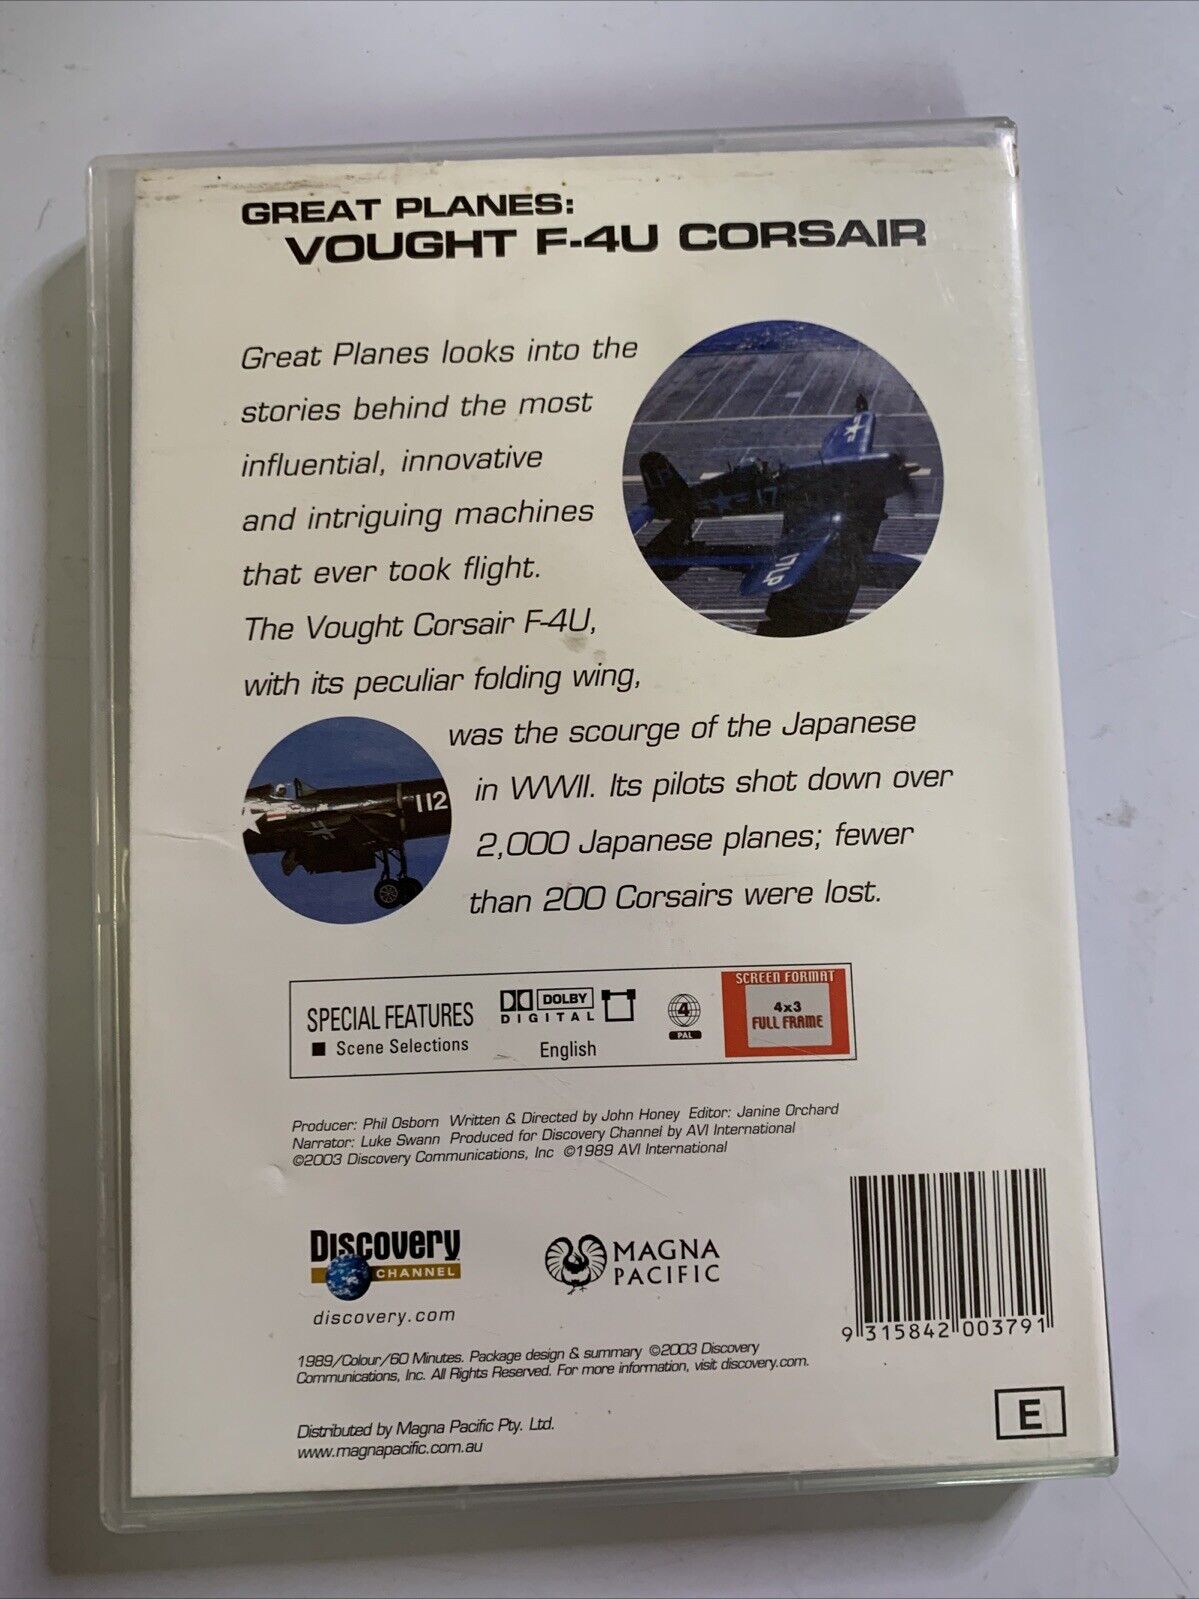 GREAT PLANES:
VOUGHT F-4U CORSAIR
Great Planes looks into the
stories behind the most
influential, innovative
and intriguing machines
that ever took flight.
The Vought Corsair F-4U,
with its peculiar folding wing,
was the scourge of the Japanese
in WWII. Its pilots shot down over
2,000 Japanese planes; fewer
than 200 Corsairs were lost.
112
17
SPECIAL FEATURES
■ Scene Selections
DOLBY
DIGITAL
English
4
PAL
SCREEN FORMAT
4x3
FULL FRAME
Producer: Phil Osborn Written & Directed by John Honey Editor: Janine Orchard
Narrator: Luke Swann Produced for Discovery Channel by AVI International
©2003 Discovery Communications, Inc ©1989 AVI International
Discovery
CHANNEL
discovery.com
MAGNA
PACIFIC
9 315842 003791
1989/Colour/60 Minutes. Package design & summary ©2003 Discovery
Communications, Inc. All Rights Reserved. For more information, visit discovery.com.
E
Distributed by Magna Pacific Pty. Ltd.
www.magnapacific.com.au